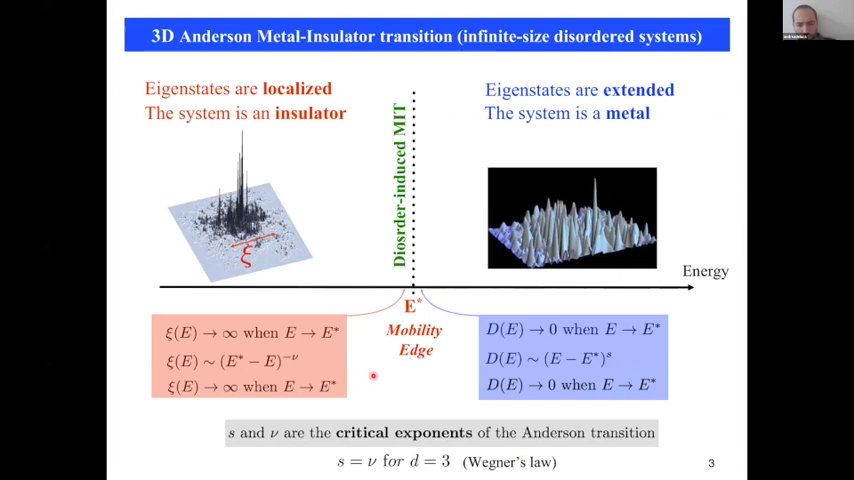 3D Anderson Metal-Insulator transition (infinite-size disordered systems)
Eigenstates are localized
The system is an insulator
Eigenstates are extended
The system is a metal
Diosrder-induced MIT
ξ
Energy
E*
Mobility
Edge
ξ(E) → ∞ when E → E*
ξ(E) ∼ (E* − E)^{−ν}
ξ(E) → ∞ when E → E*
D(E) → 0 when E → E*
D(E) ∼ (E − E*)^s
D(E) → 0 when E → E*
s and ν are the critical exponents of the Anderson transition
s = ν for d = 3 (Wegner's law)
3